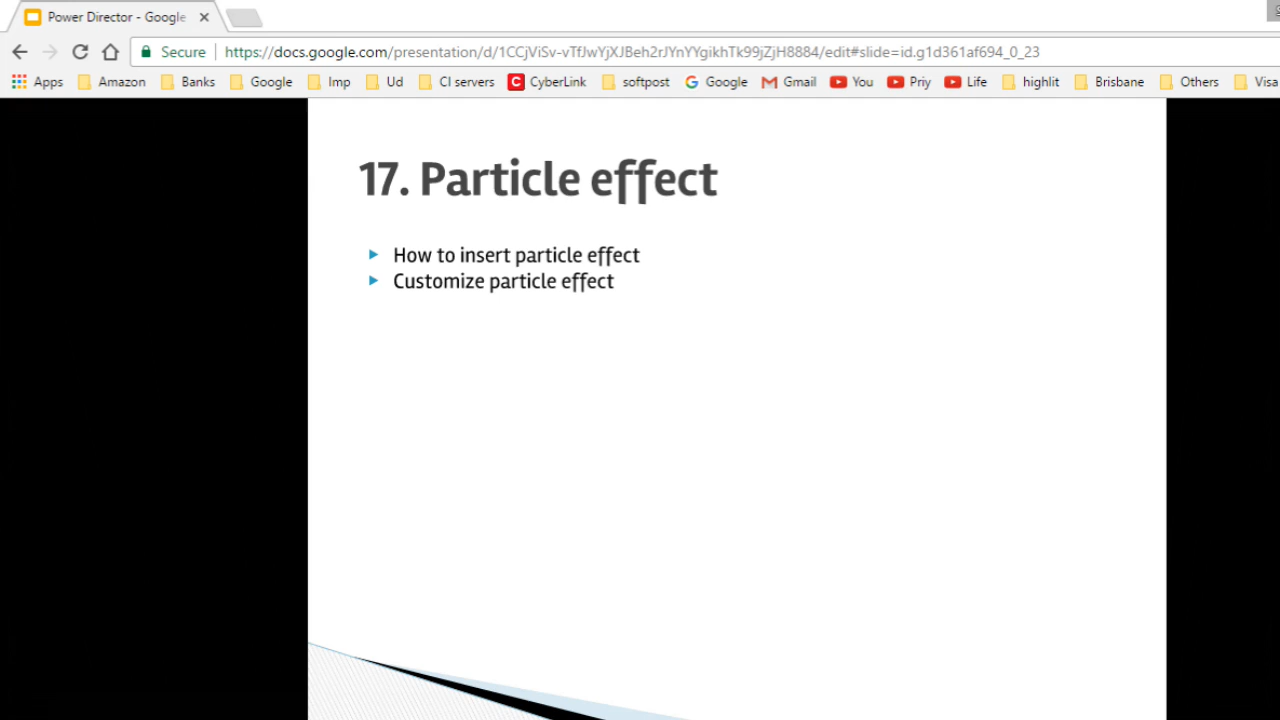 Power Director - Google
Secure https://docs.google.com/presentation/d/1CCjViSv-vTfJwYjXJBeh2rJYnYYgikhTk99jZjH8884/edit#slide=id.g1d361af694_0_23
Apps Amazon Banks Google Imp Ud CI servers CyberLink softpost Google Gmail You Priy Life highlit Brisbane Others Visa
17. Particle effect
How to insert particle effect
Customize particle effect